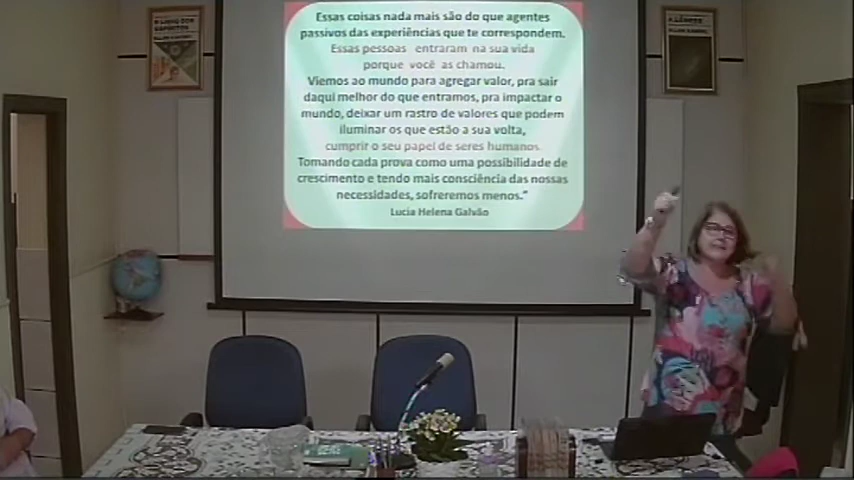 Essas coisas nada mais são do que agentes
passivos das experiências que te correspondem.
Essas pessoas entraram na sua vida
porque você as chamou.
Viemos ao mundo para agregar valor, pra sair
daqui melhor do que entramos, pra impactar o
mundo, deixar um rastro de valores que podem
iluminar os que estão a sua volta,
cumprir o seu papel de seres humanos.
Tomando cada prova como uma possibilidade de
crescimento e tendo mais consciência das nossas
necessidades, sofreremos menos."
Lucia Helena Galvão
O LIVRO DOS
ESPÍRITOS
A GÊNESE